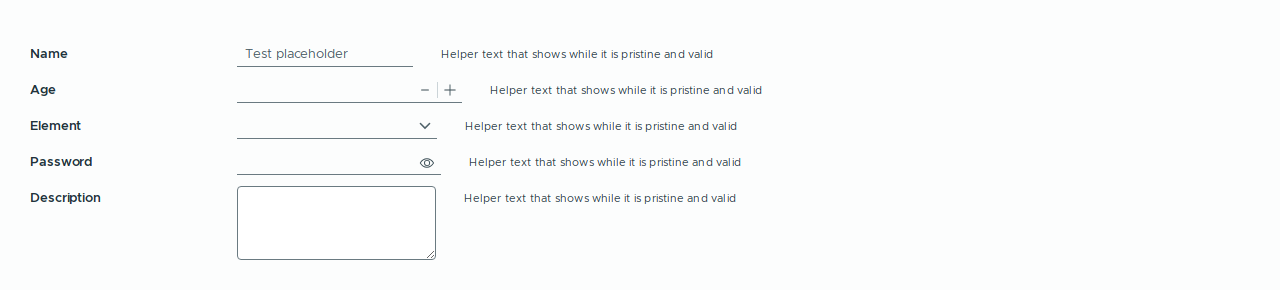 Name Test placeholder Helper text that shows while it is pristine and valid
Age Helper text that shows while it is pristine and valid
Element Helper text that shows while it is pristine and valid
Password Helper text that shows while it is pristine and valid
Description Helper text that shows while it is pristine and valid